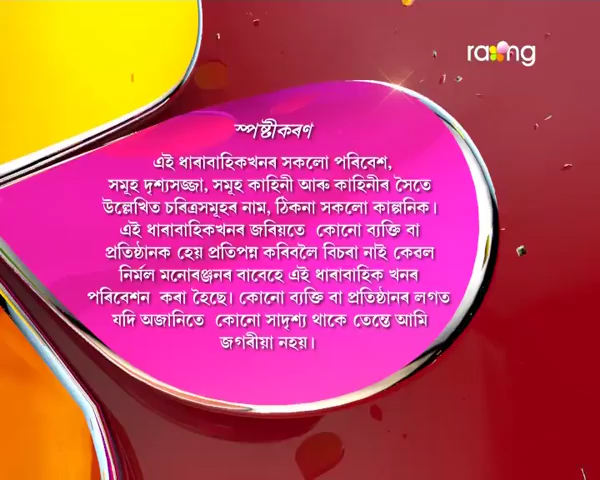 rang
স্পষ্টীকৰণ
এই ধাৰাবাহিকখনৰ সকলো পৰিবেশ,
সমূহ দৃশ্যসজ্জা, সমূহ কাহিনী আৰু কাহিনীৰ সৈতে
উল্লেখিত চৰিত্ৰসমূহৰ নাম, ঠিকনা সকলো কাল্পনিক।
এই ধাৰাবাহিকখনৰ জৰিয়তে কোনো ব্যক্তি বা
প্ৰতিষ্ঠানক হেয় প্ৰতিপন্ন কৰিবলৈ বিচৰা নাই কেৱল
নিৰ্মল মনোৰঞ্জনৰ বাবেহে এই ধাৰাবাহিক খনৰ
পৰিবেশন কৰা হৈছে। কোনো ব্যক্তি বা প্ৰতিষ্ঠানৰ লগত
যদি অজানিতে কোনো সাদৃশ্য থাকে তেন্তে আমি
জগৰীয়া নহয়।